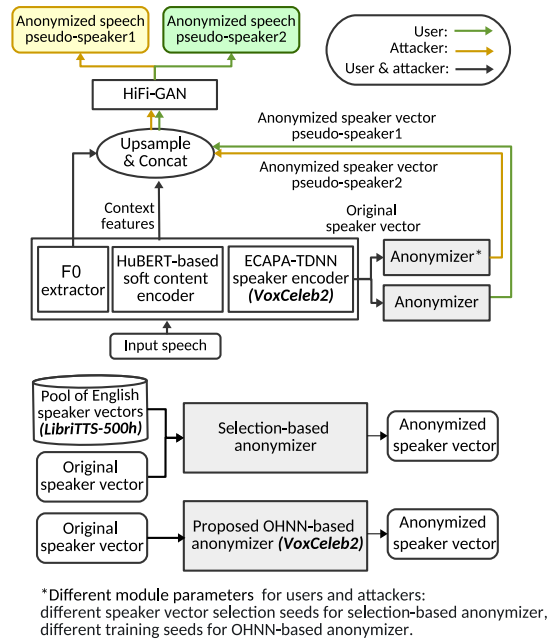 Anonymized speech
pseudo-speaker1
Anonymized speech
pseudo-speaker2
User:
Attacker:
User & attacker:
HiFi-GAN
Upsample
& Concat
Anonymized speaker vector
pseudo-speaker1
Anonymized speaker vector
pseudo-speaker2
Context
features
Original
speaker vector
F0
extractor
HuBERT-based
soft content
encoder
ECAPA-TDNN
speaker encoder
(VoxCeleb2)
Anonymizer*
Anonymizer
Input speech
Pool of English
speaker vectors
(LibriTTS-500h)
Original
speaker vector
Selection-based
anonymizer
Anonymized
speaker vector
Original
speaker vector
Proposed OHNN-based
anonymizer (VoxCeleb2)
Anonymized
speaker vector
*Different module parameters for users and attackers:
different speaker vector selection seeds for selection-based anonymizer,
different training seeds for OHNN-based anonymizer.